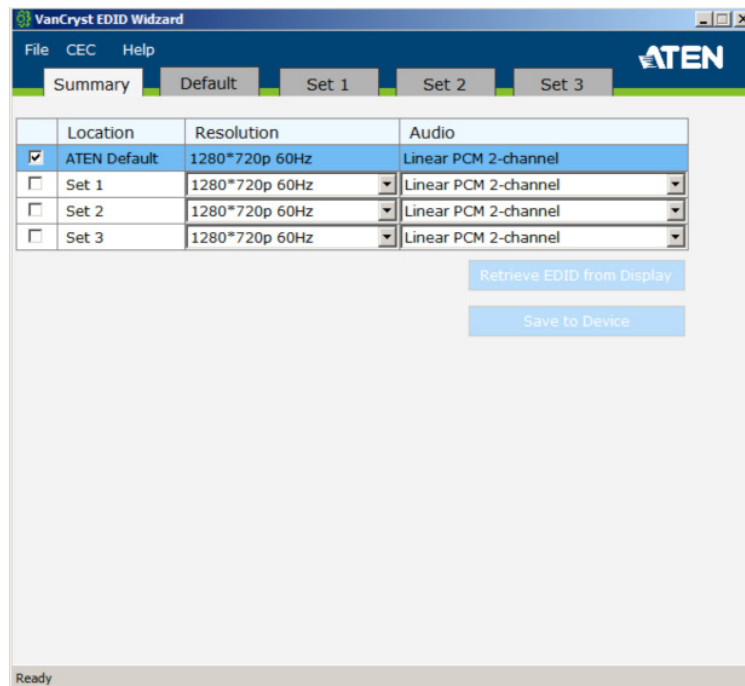 VanCryst EDID Widzard
File CEC Help
ATEN
Summary Default Set 1 Set 2 Set 3
Location Resolution Audio
ATEN Default 1280*720p 60Hz Linear PCM 2-channel
Set 1 1280*720p 60Hz Linear PCM 2-channel
Set 2 1280*720p 60Hz Linear PCM 2-channel
Set 3 1280*720p 60Hz Linear PCM 2-channel
Retrieve EDID from Display
Save to Device
Ready